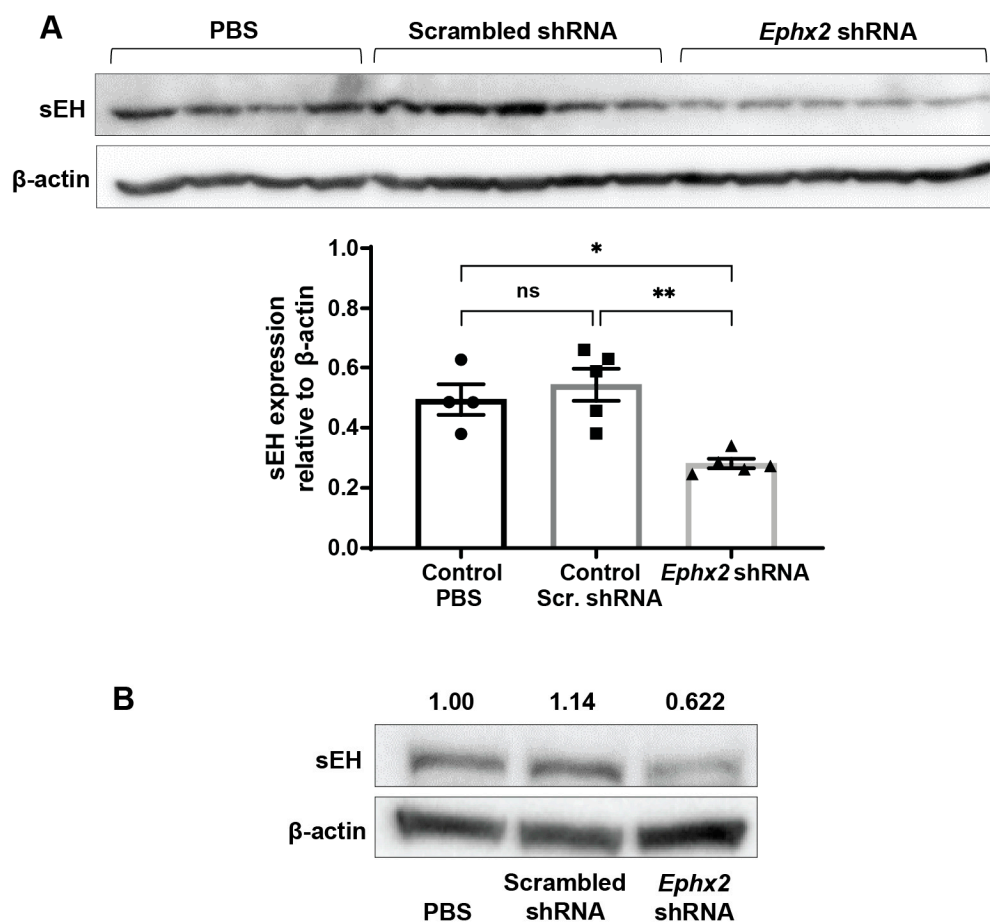 A
PBS
Scrambled shRNA
Ephx2 shRNA
sEH
β-actin
sEH expression
relative to β-actin
1.0
0.8
0.6
0.4
0.2
0.0
*
ns
**
Control
PBS
Control
Scr. shRNA
Ephx2 shRNA
B
1.00
1.14
0.622
sEH
β-actin
PBS
Scrambled
shRNA
Ephx2
shRNA